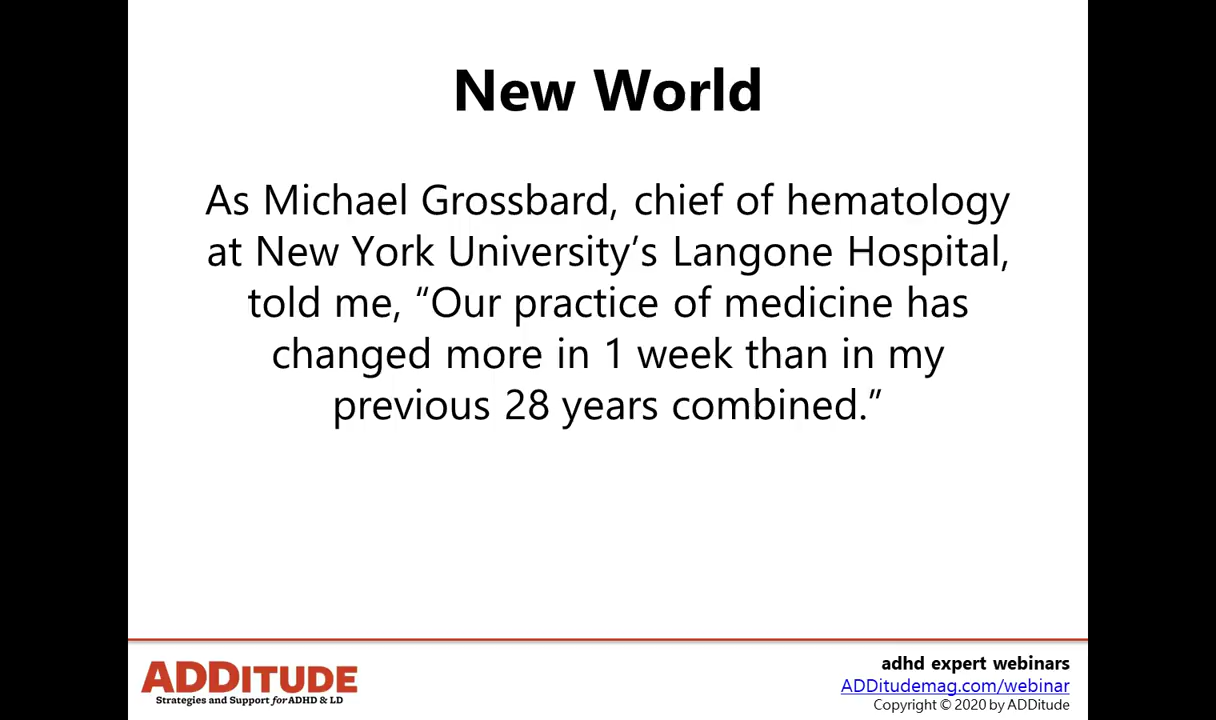 New World
As Michael Grossbard, chief of hematology
at New York University’s Langone Hospital,
told me, “Our practice of medicine has
changed more in 1 week than in my
previous 28 years combined.”
ADDITUDE
Strategies and Support for ADHD & LD
adhd expert webinars
ADDitudemag.com/webinar
Copyright © 2020 by ADDitude